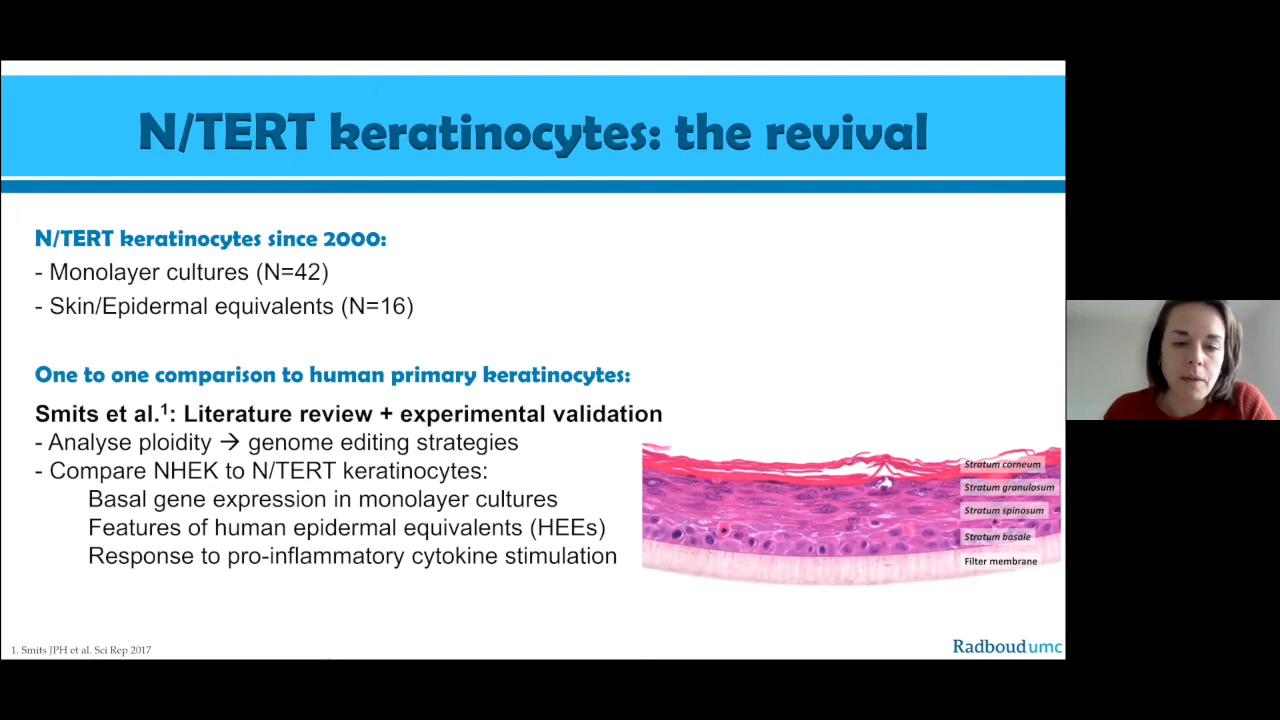 N/TERT keratinocytes: the revival
N/TERT keratinocytes since 2000:
- Monolayer cultures (N=42)
- Skin/Epidermal equivalents (N=16)
One to one comparison to human primary keratinocytes:
Smits et al.¹: Literature review + experimental validation
- Analyse ploidity → genome editing strategies
- Compare NHEK to N/TERT keratinocytes:
Basal gene expression in monolayer cultures
Features of human epidermal equivalents (HEEs)
Response to pro-inflammatory cytokine stimulation
Stratum corneum
Stratum granulosum
Stratum spinosum
Stratum basale
Filter membrane
1. Smits JPH et al. Sci Rep 2017
Radboudumc